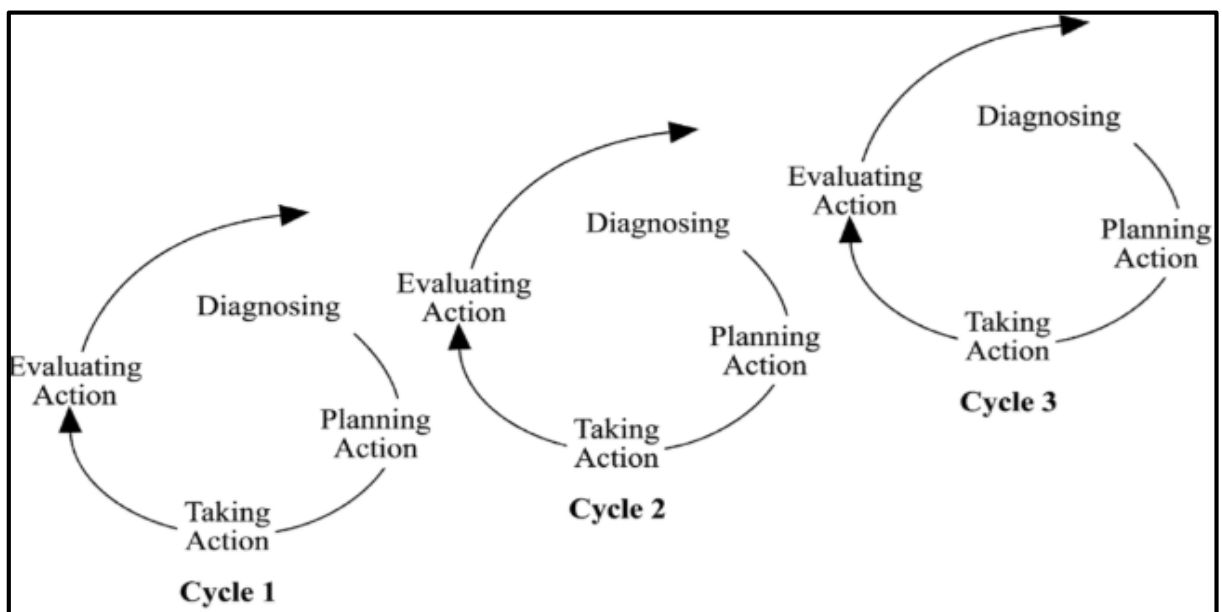 Diagnosing
Planning
Action
Taking
Action
Evaluating
Action
Cycle 1
Diagnosing
Planning
Action
Taking
Action
Evaluating
Action
Cycle 2
Diagnosing
Planning
Action
Taking
Action
Evaluating
Action
Cycle 3